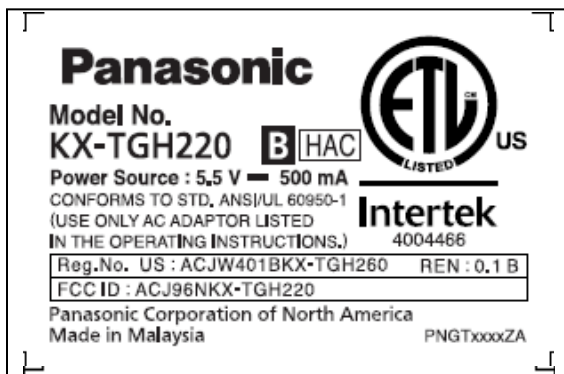 Panasonic
Model No.
KX-TGH220 B HAC
Power Source : 5.5 V 500 mA
CONFORMS TO STD. ANSI/UL 60950-1
(USE ONLY AC ADAPTOR LISTED
IN THE OPERATING INSTRUCTIONS.)
ETL CM
LISTED
US
Intertek
4004466
Reg.No. US : ACJW401BKX-TGH260 REN : 0.1 B
FCC ID : ACJ96NKX-TGH220
Panasonic Corporation of North America
Made in Malaysia PNGTxxxxZA